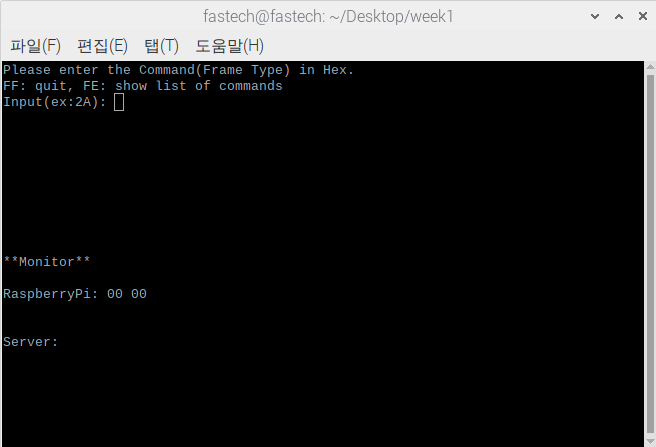 fastech@fastech: ~/Desktop/week1
파일(F) 편집(E) 탭(T) 도움말(H)
Please enter the Command(Frame Type) in Hex.
FF: quit, FE: show list of commands
Input(ex:2A):
**Monitor**
RaspberryPi: 00 00
Server: